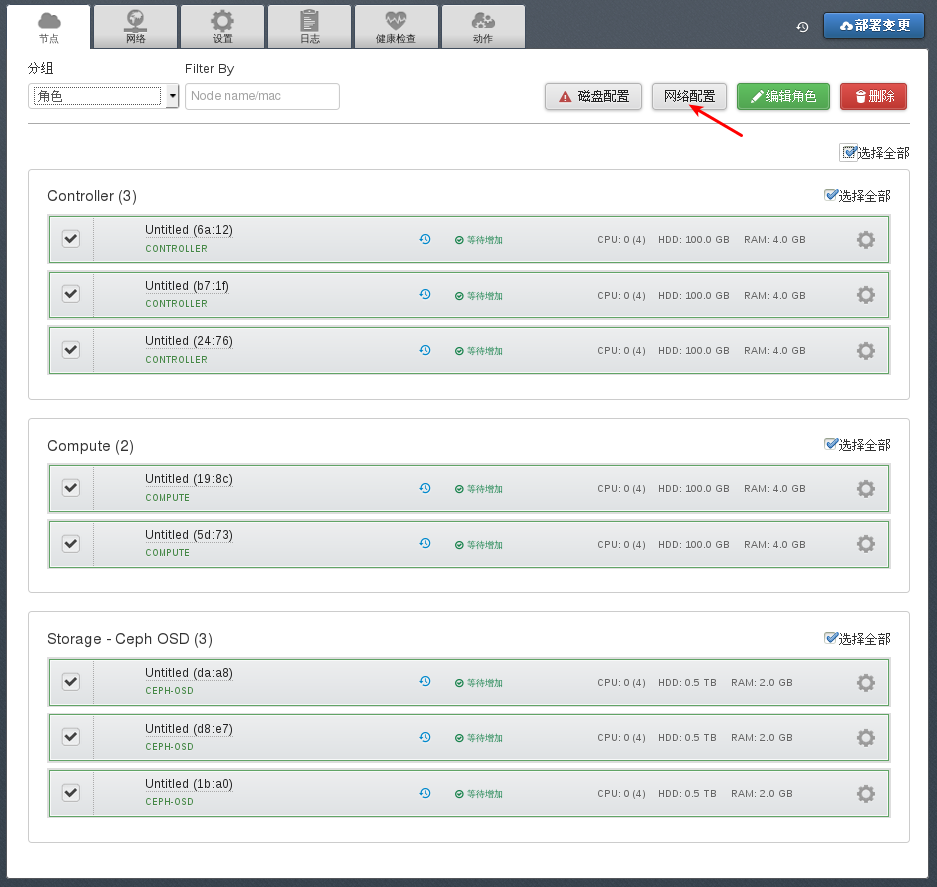 节点 网络 设置 日志 健康检查 动作 部署变更
分组 Filter By
角色 Node name/mac 磁盘配置 网络配置 编辑角色 删除
选择全部
Controller (3) 选择全部
Untitled (6a:12)
CONTROLLER 等待增加 CPU: 0 (4) HDD: 100.0 GB RAM: 4.0 GB
Untitled (b7:1f)
CONTROLLER 等待增加 CPU: 0 (4) HDD: 100.0 GB RAM: 4.0 GB
Untitled (24:76)
CONTROLLER 等待增加 CPU: 0 (4) HDD: 100.0 GB RAM: 4.0 GB
Compute (2) 选择全部
Untitled (19:8c)
COMPUTE 等待增加 CPU: 0 (4) HDD: 100.0 GB RAM: 4.0 GB
Untitled (5d:73)
COMPUTE 等待增加 CPU: 0 (4) HDD: 100.0 GB RAM: 4.0 GB
Storage - Ceph OSD (3) 选择全部
Untitled (da:a8)
CEPH-OSD 等待增加 CPU: 0 (4) HDD: 0.5 TB RAM: 2.0 GB
Untitled (d8:e7)
CEPH-OSD 等待增加 CPU: 0 (4) HDD: 0.5 TB RAM: 2.0 GB
Untitled (1b:a0)
CEPH-OSD 等待增加 CPU: 0 (4) HDD: 0.5 TB RAM: 2.0 GB